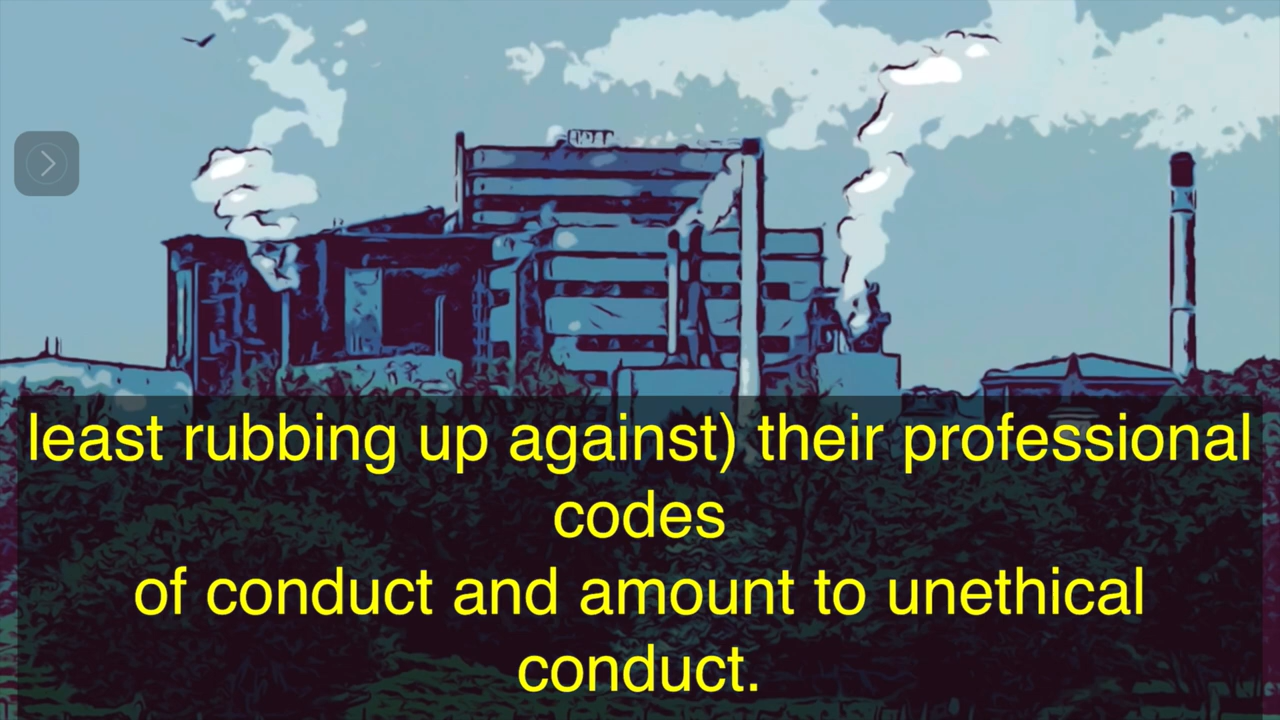 least rubbing up against) their professional
codes
of conduct and amount to unethical
conduct.